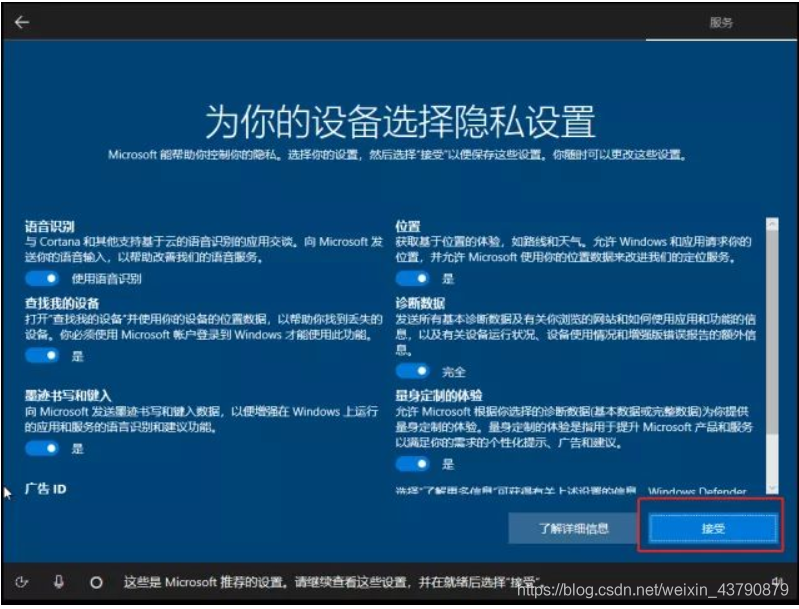 服务
为你的设备选择隐私设置
Microsoft 能帮助你控制你的隐私。选择你的设置，然后选择“接受”以便保存这些设置。你随时可以更改这些设置。
语音识别
与 Cortana 和其他支持基于云的语音识别的应用交谈。向 Microsoft 发
送你的语音输入，以帮助改善我们的语音服务。
使用语音识别
查找我的设备
打开“查找我的设备”并使用你的设备的位置数据，以帮助你找到丢失的
设备。你必须使用 Microsoft 帐户登录到 Windows 才能使用此功能。
是
墨迹书写和键入
向 Microsoft 发送墨迹书写和键入数据，以便增强在 Windows 上运行
的应用和服务的语言识别和建议功能。
是
广告 ID
位置
获取基于位置的体验，如路线和天气。允许 Windows 和应用请求你的
位置，并允许 Microsoft 使用你的位置数据来改进我们的定位服务。
是
诊断数据
发送所有基本诊断数据及有关你浏览的网站和如何使用应用和功能的信
息，以及有关设备运行状况、设备使用情况和增强版错误报告的额外信
息。
完全
量身定制的体验
允许 Microsoft 根据你选择的诊断数据(基本数据或完整数据)为你提供
量身定制的体验。量身定制的体验是指用于提升 Microsoft 产品和服务
以满足你的需求的个性化提示、广告和建议。
是
选择“了解更多信息”可获得有关上述设置的信息、Windows Defender
了解详细信息
接受
这些是 Microsoft 推荐的设置。请继续查看这些设置，并在就绪后选择“接受”。
https://blog.csdn.net/weixin_43790879